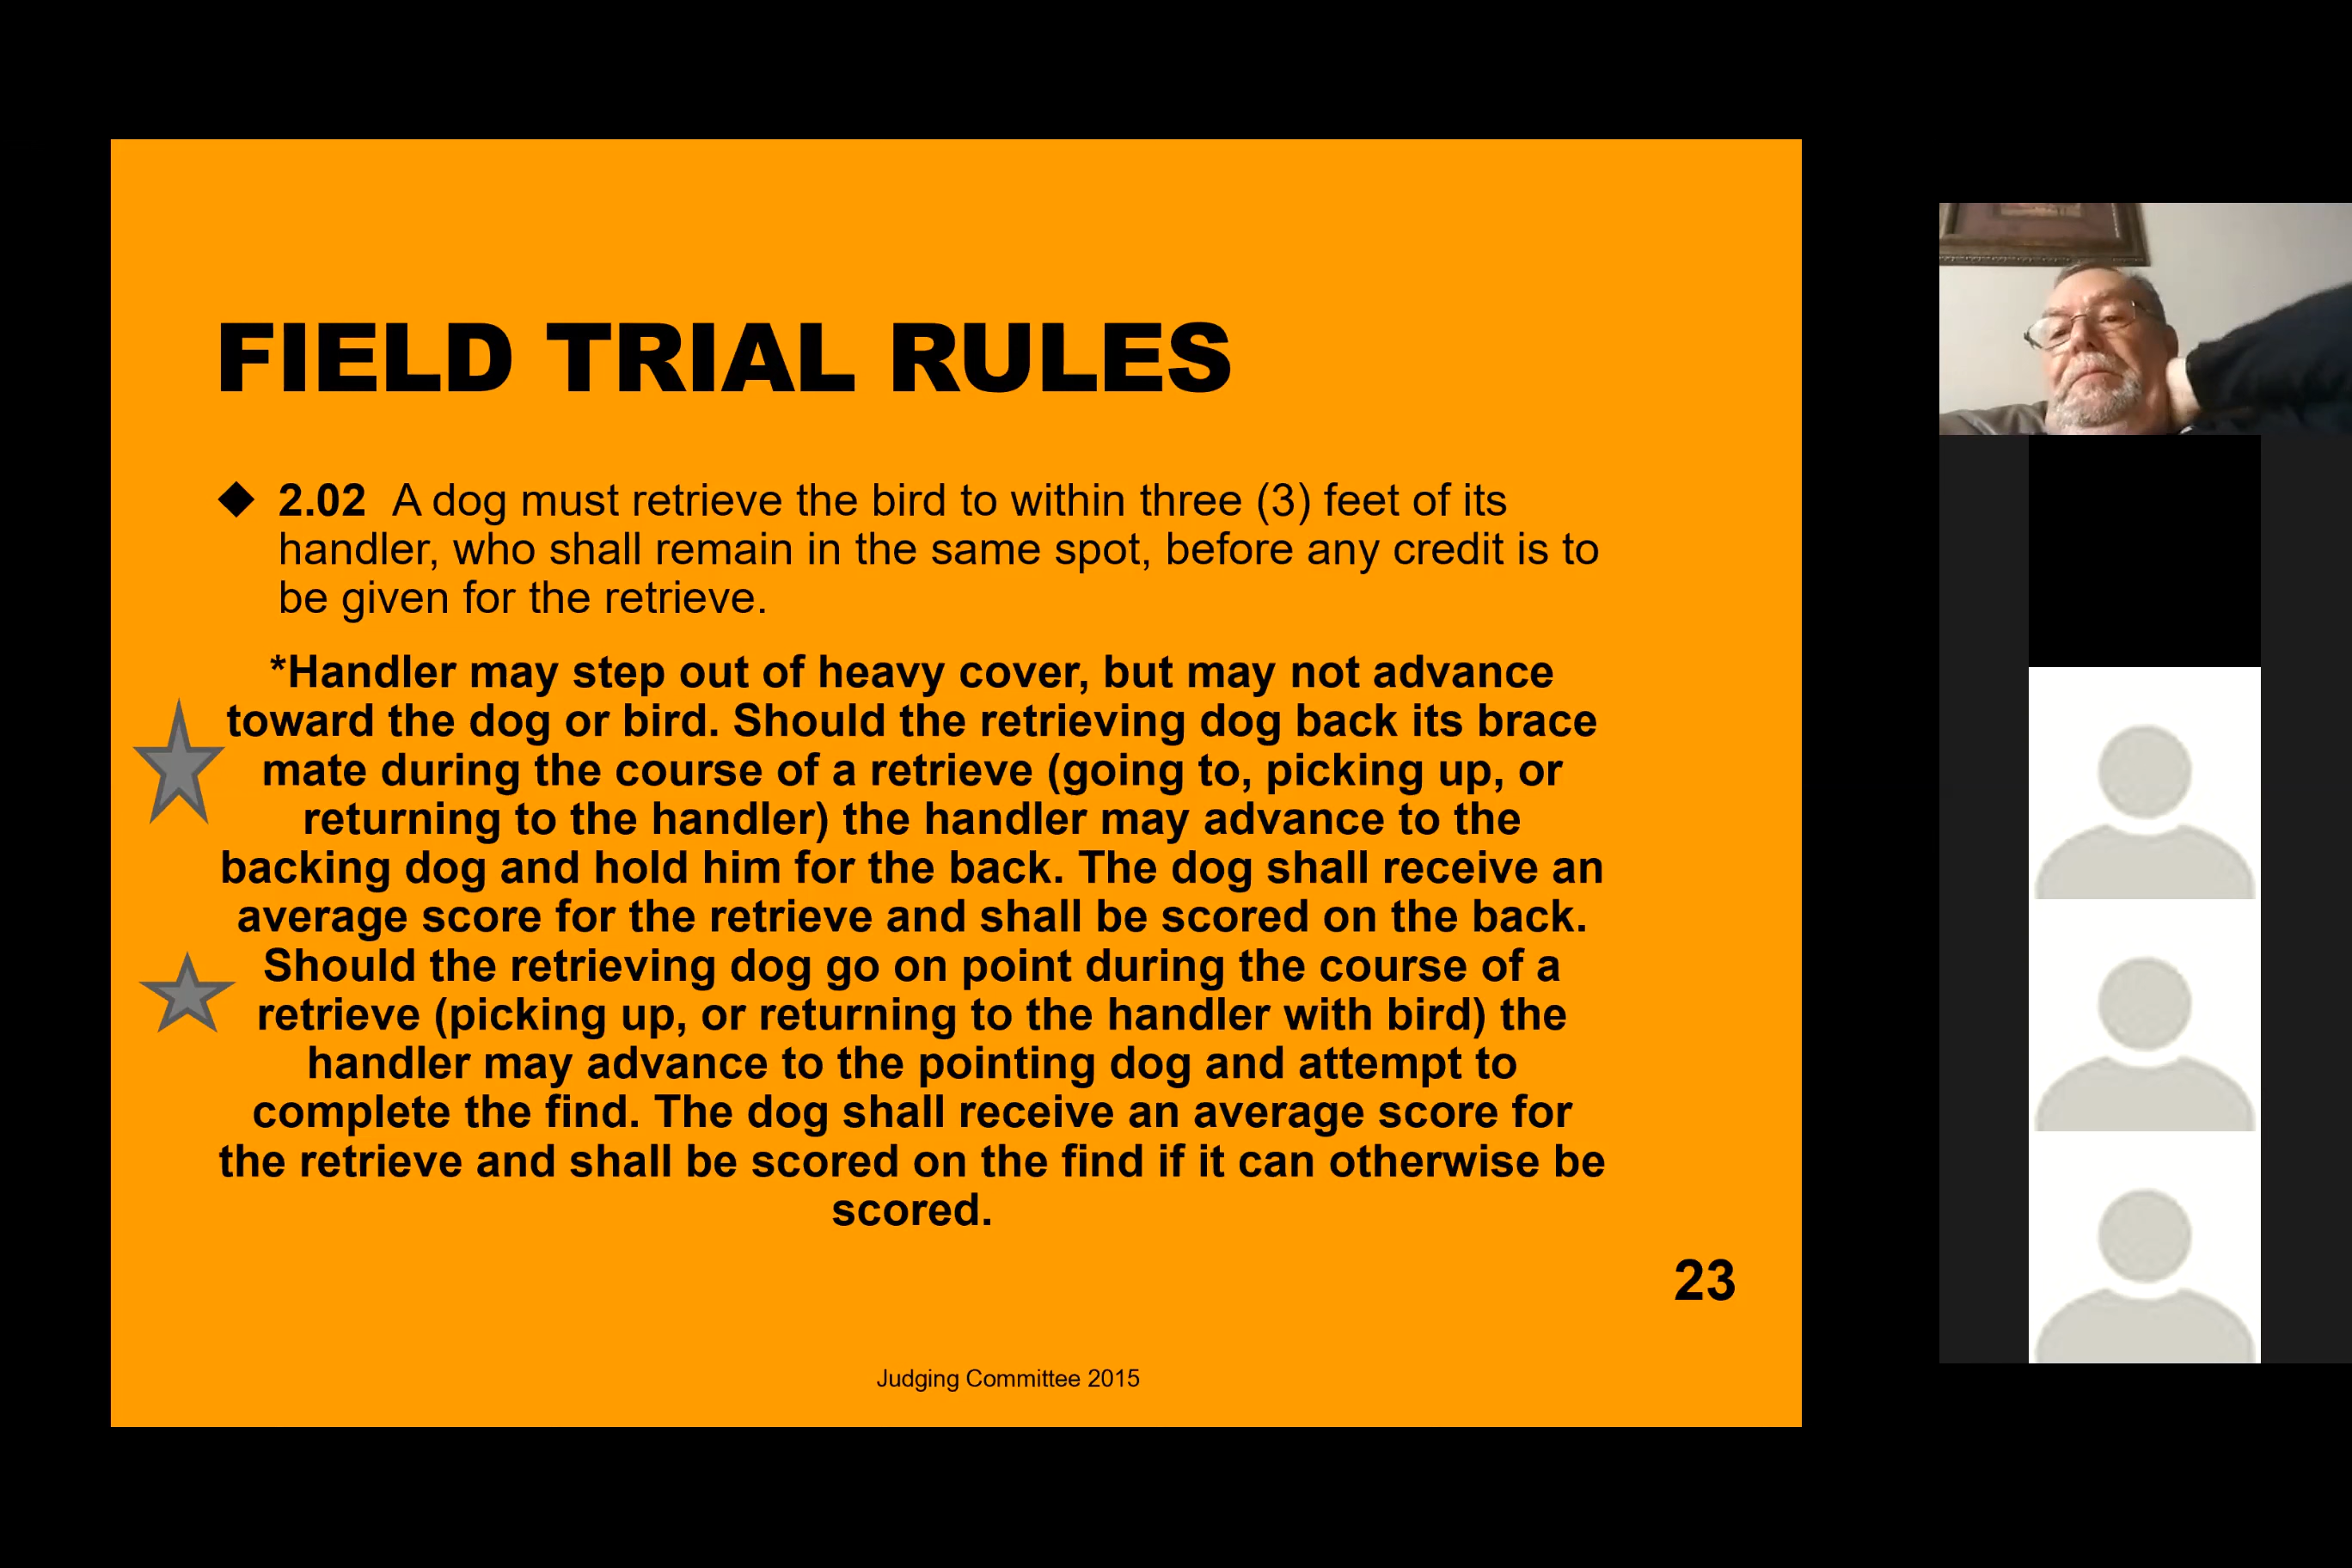 FIELD TRIAL RULES
◆ 2.02 A dog must retrieve the bird to within three (3) feet of its
handler, who shall remain in the same spot, before any credit is to
be given for the retrieve.
*Handler may step out of heavy cover, but may not advance
toward the dog or bird. Should the retrieving dog back its brace
mate during the course of a retrieve (going to, picking up, or
returning to the handler) the handler may advance to the
backing dog and hold him for the back. The dog shall receive an
average score for the retrieve and shall be scored on the back.
Should the retrieving dog go on point during the course of a
retrieve (picking up, or returning to the handler with bird) the
handler may advance to the pointing dog and attempt to
complete the find. The dog shall receive an average score for
the retrieve and shall be scored on the find if it can otherwise be
scored.
23
Judging Committee 2015